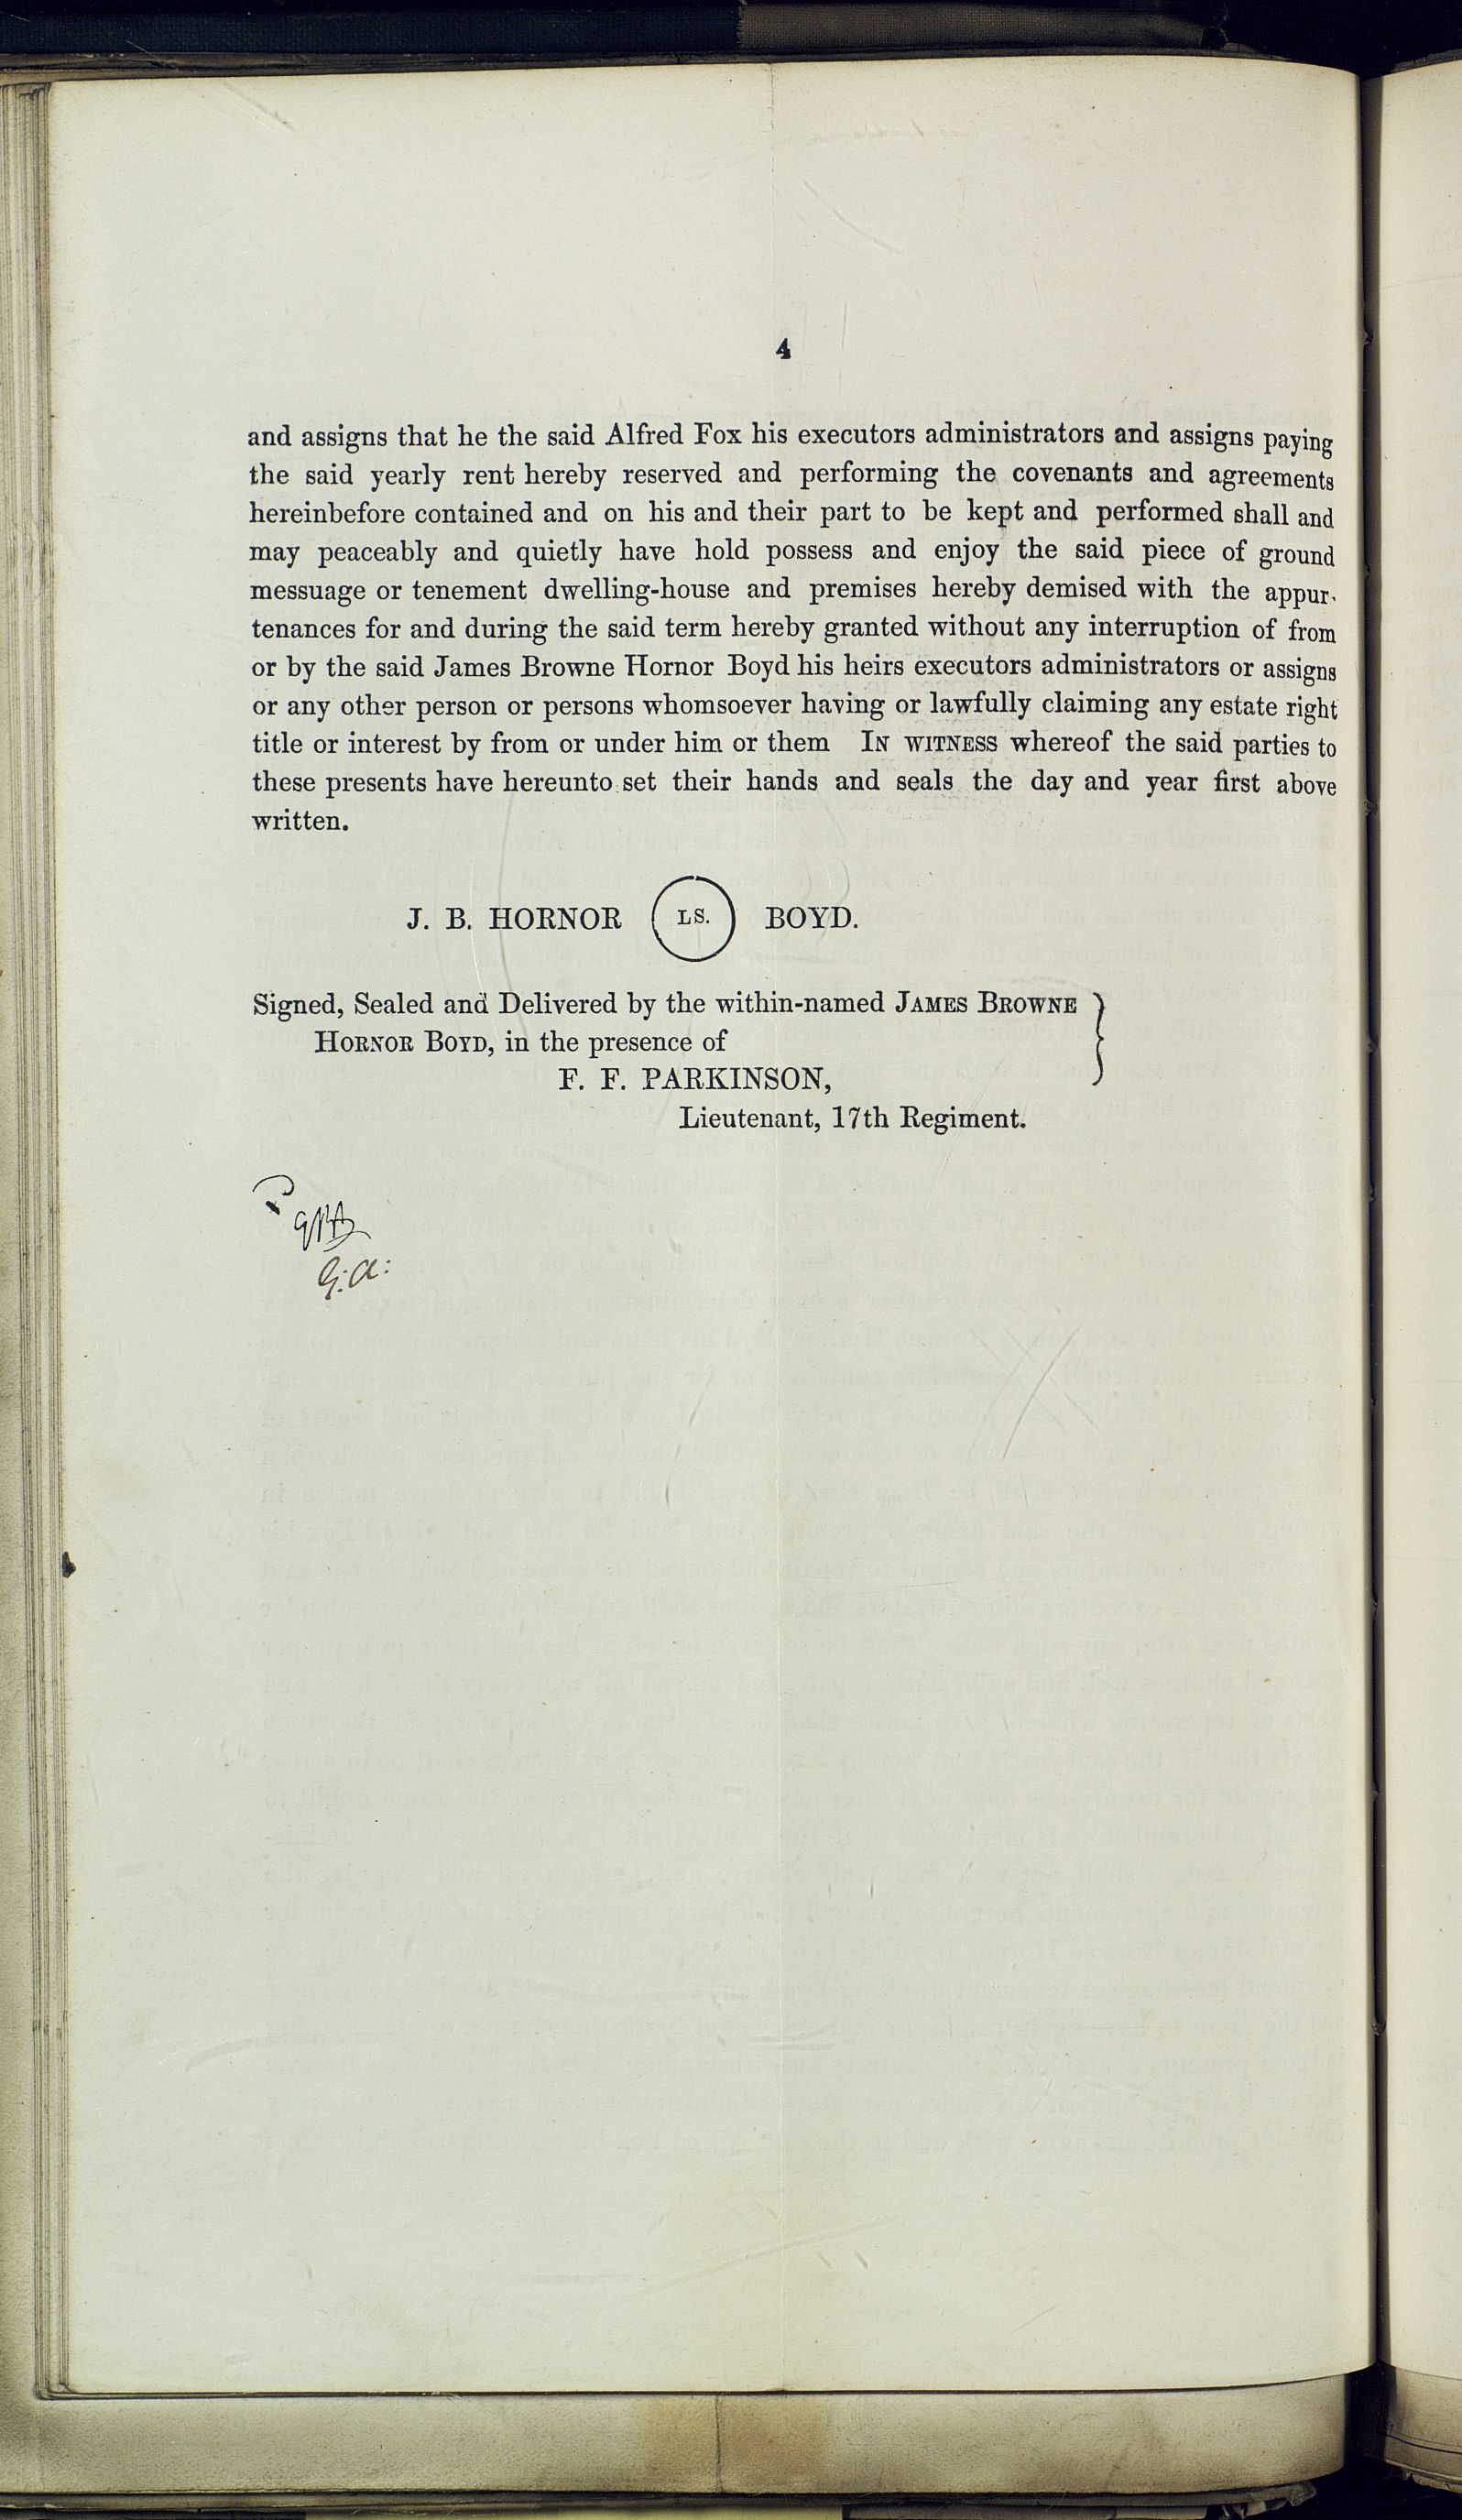 4
and assigns that he the said Alfred Fox his executors administrators and assigns paying
the said yearly rent hereby reserved and performing the covenants and agreements
hereinbefore contained and on his and their part to be kept and performed shall and
may peaceably and quietly have hold possess and enjoy the said piece of ground
messuage or tenement dwelling-house and premises hereby demised with the appur-
tenances for and during the said term hereby granted without any interruption of from
or by the said James Browne Hornor Boyd his heirs executors administrators or assigns
or any other person or persons whomsoever having or lawfully claiming any estate right
title or interest by from or under him or them IN WITNESS whereof the said parties to
these presents have hereunto set their hands and seals the day and year first above
written.
J. B. HORNOR LS. BOYD.
Signed, Sealed and Delivered by the within-named JAMES BROWNE
HORNOR BOYD, in the presence of
F. F. PARKINSON,
Lieutenant, 17th Regiment.
G:A: